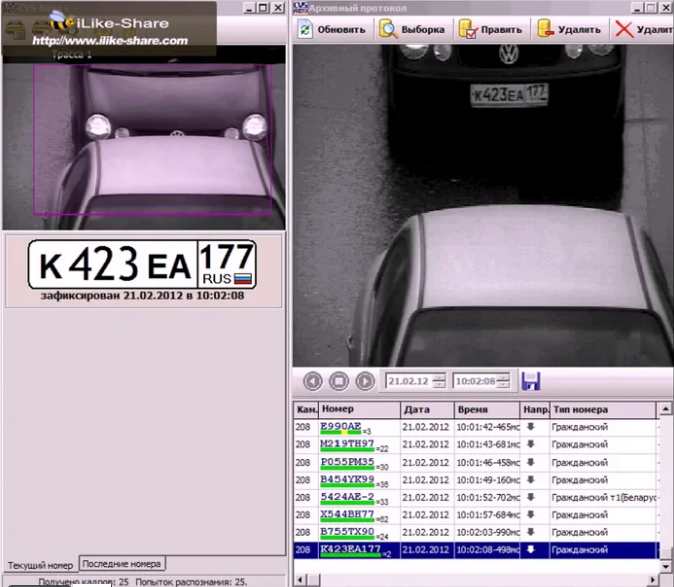 iLike-Share
http://www.ilike-share.com
Трасса 1
К423ЕА 177
RUS
зафиксирован 21.02.2012 в 10:02:08
Текущий номер
Последние номера
Получено кадров: 25 Попыток распознания: 25.
Архивный протокол
Обновить Выборка Править Удалить Удалит
К423ЕА 177
21.02.12 10:02:08
Кан. Номер Дата Время Напр. Тип номера
208 E990AE =3 21.02.2012 10:01:42-465мс Гражданский
208 M219TH97 =22 21.02.2012 10:01:43-681мс Гражданский
208 P055PM35 =30 21.02.2012 10:01:46-458мс Гражданский
208 B454YK99 =36 21.02.2012 10:01:49-160мс Гражданский
208 5424AE-2 =33 21.02.2012 10:01:52-702мс Гражданский т1(Беларус
208 X544BH77 =62 21.02.2012 10:01:57-684мс Гражданский
208 B755TX90 =24 21.02.2012 10:02:03-990мс Гражданский
208 K423EA177 =2 21.02.2012 10:02:08-498мс Гражданский